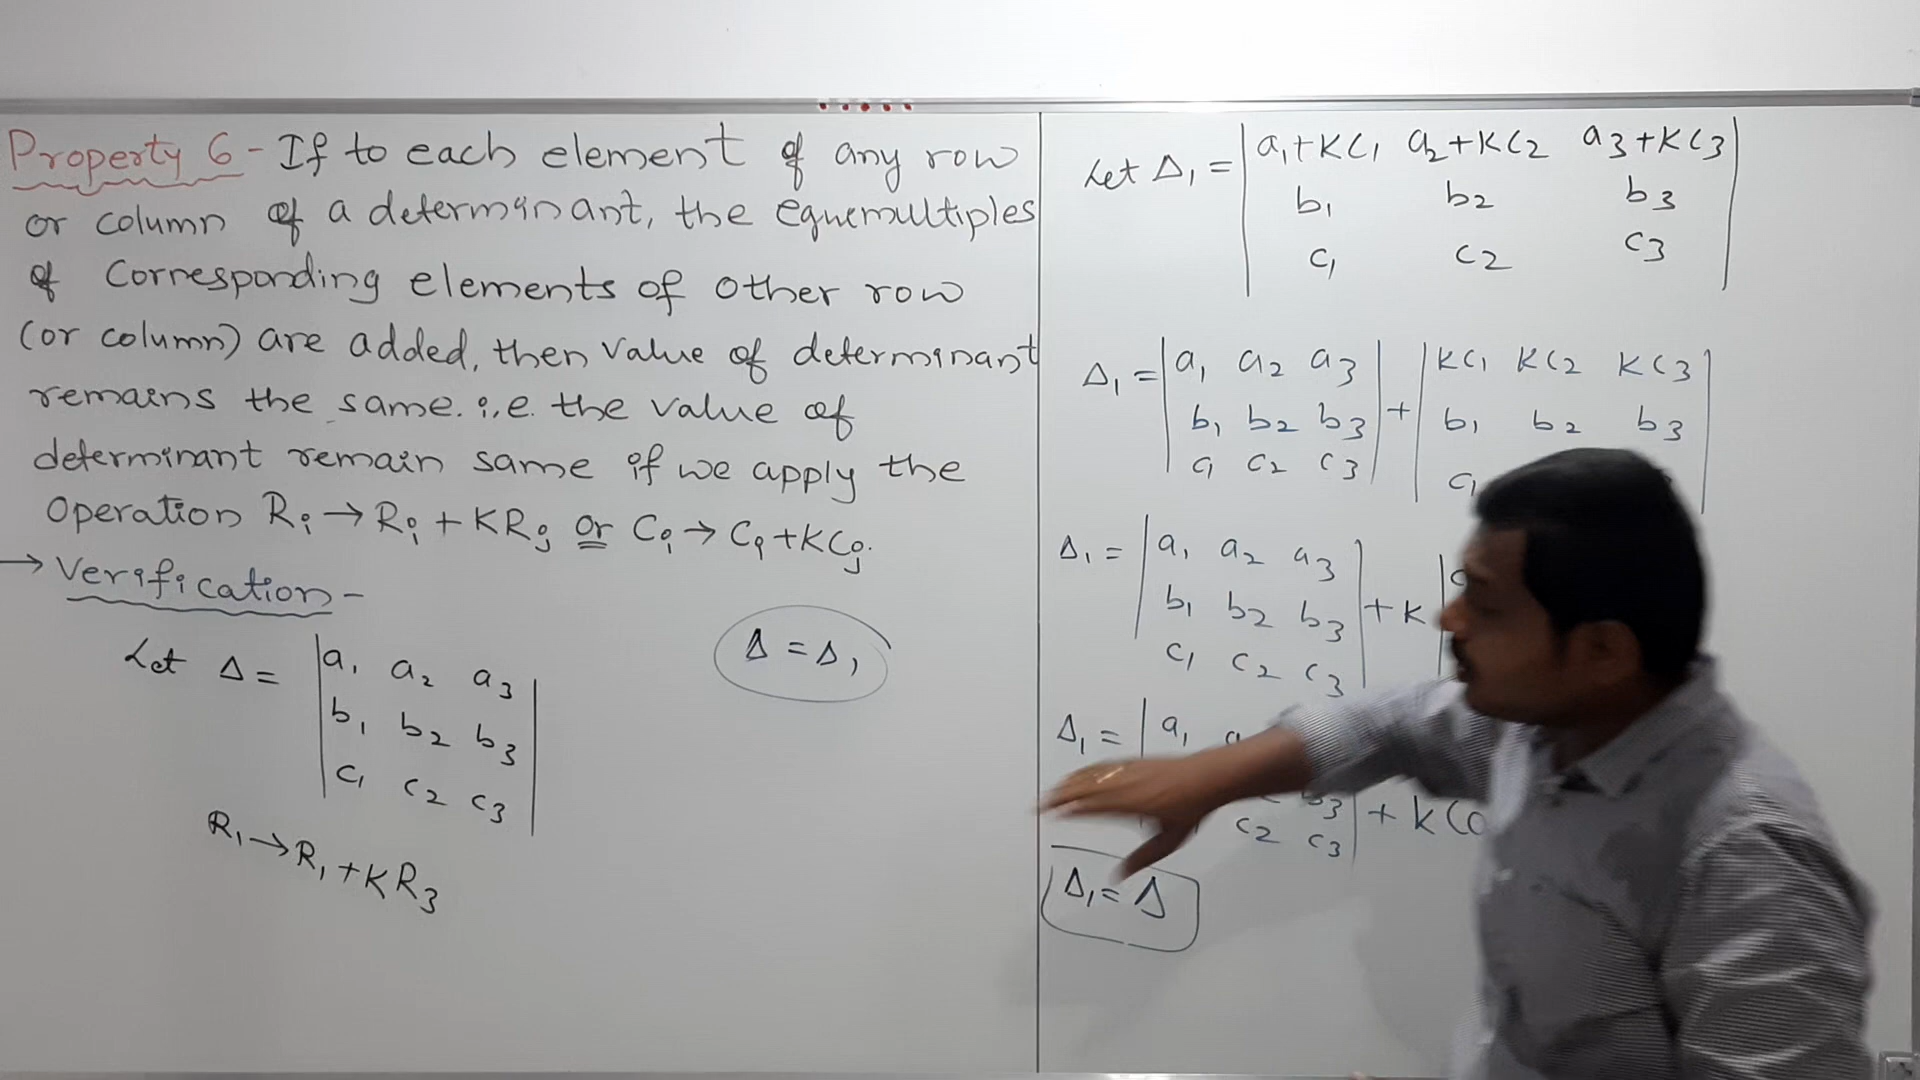 Property 6 - If to each element of any row
or column of a determinant, the equemultiples
of Corresponding elements of other row
(or column) are added, then value of determinant
remains the same. i.e. the value of
determinant remain same if we apply the
Operation Ri → Ri + KRj or Ci → Ci + KCj.
→ Verification -
Let Δ = | a1 a2 a3 |
b1 b2 b3
c1 c2 c3
R1 → R1 + KR3
Δ = Δ1
Let Δ1 = | a1+KC1 a2+KC2 a3+KC3 |
b1 b2 b3
c1 c2 c3
Δ1 = | a1 a2 a3 | + | KC1 KC2 KC3 |
b1 b2 b3 b1 b2 b3
c1 c2 c3 c1
Δ1 = | a1 a2 a3 |
b1 b2 b3 + K
c1 c2 c3
Δ1 = | a1
b3 + K(0
c2 c3
Δ1 = Δ